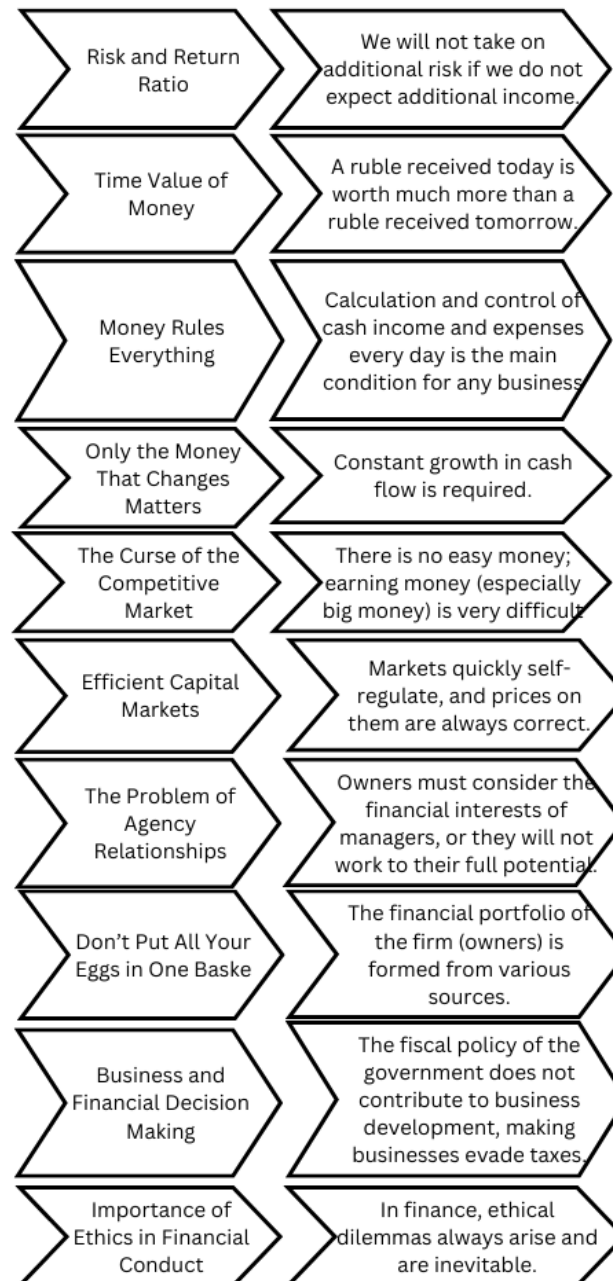 Risk and Return
Ratio
We will not take on
additional risk if we do not
expect additional income.
Time Value of
Money
A ruble received today is
worth much more than a
ruble received tomorrow.
Money Rules
Everything
Calculation and control of
cash income and expenses
every day is the main
condition for any business
Only the Money
That Changes
Matters
Constant growth in cash
flow is required.
The Curse of the
Competitive
Market
There is no easy money;
earning money (especially
big money) is very difficult
Efficient Capital
Markets
Markets quickly self-
regulate, and prices on
them are always correct.
The Problem of
Agency
Relationships
Owners must consider the
financial interests of
managers, or they will not
work to their full potential.
Don’t Put All Your
Eggs in One Baske
The financial portfolio of
the firm (owners) is
formed from various
sources.
Business and
Financial Decision
Making
The fiscal policy of the
government does not
contribute to business
development, making
businesses evade taxes.
Importance of
Ethics in Financial
Conduct
In finance, ethical
dilemmas always arise and
are inevitable.